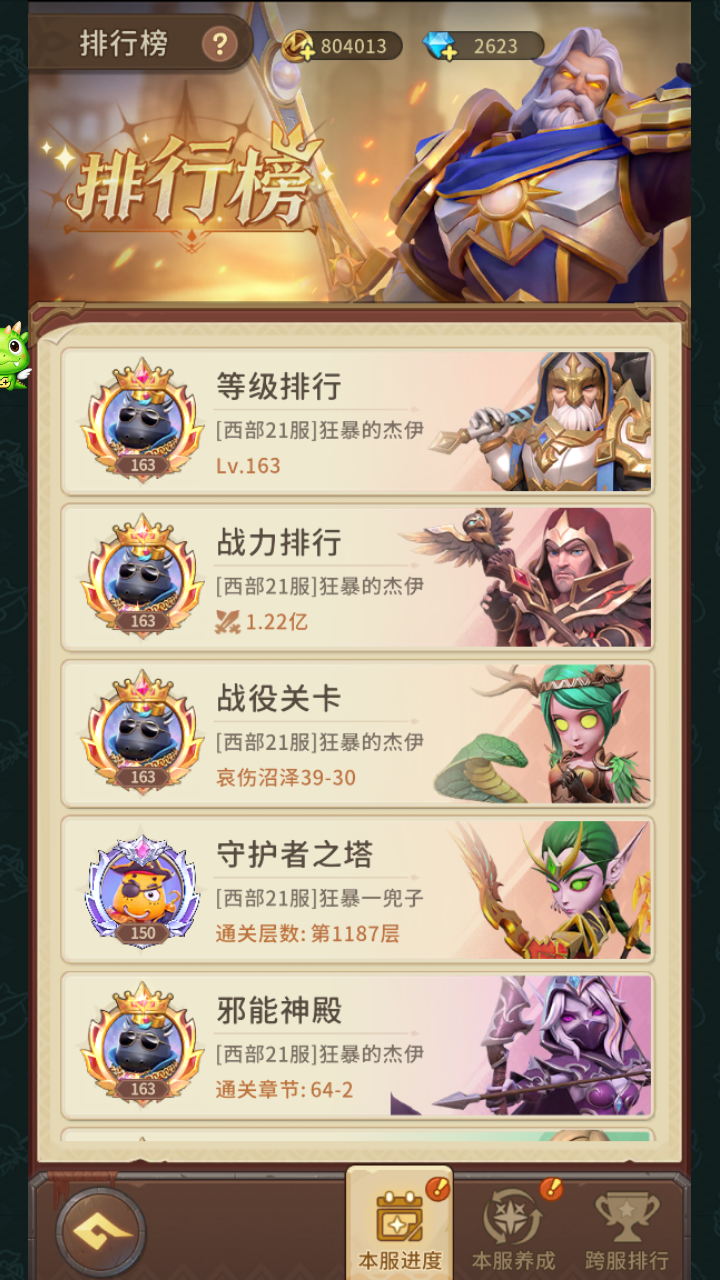 排行榜
?
804013
2623
排行榜
163
等级排行
[西部21服]狂暴的杰伊
Lv.163
163
战力排行
[西部21服]狂暴的杰伊
1.22亿
163
战役关卡
[西部21服]狂暴的杰伊
哀伤沼泽39-30
150
守护者之塔
[西部21服]狂暴一兜子
通关层数: 第1187层
163
邪能神殿
[西部21服]狂暴的杰伊
通关章节: 64-2
本服进度
本服养成
跨服排行